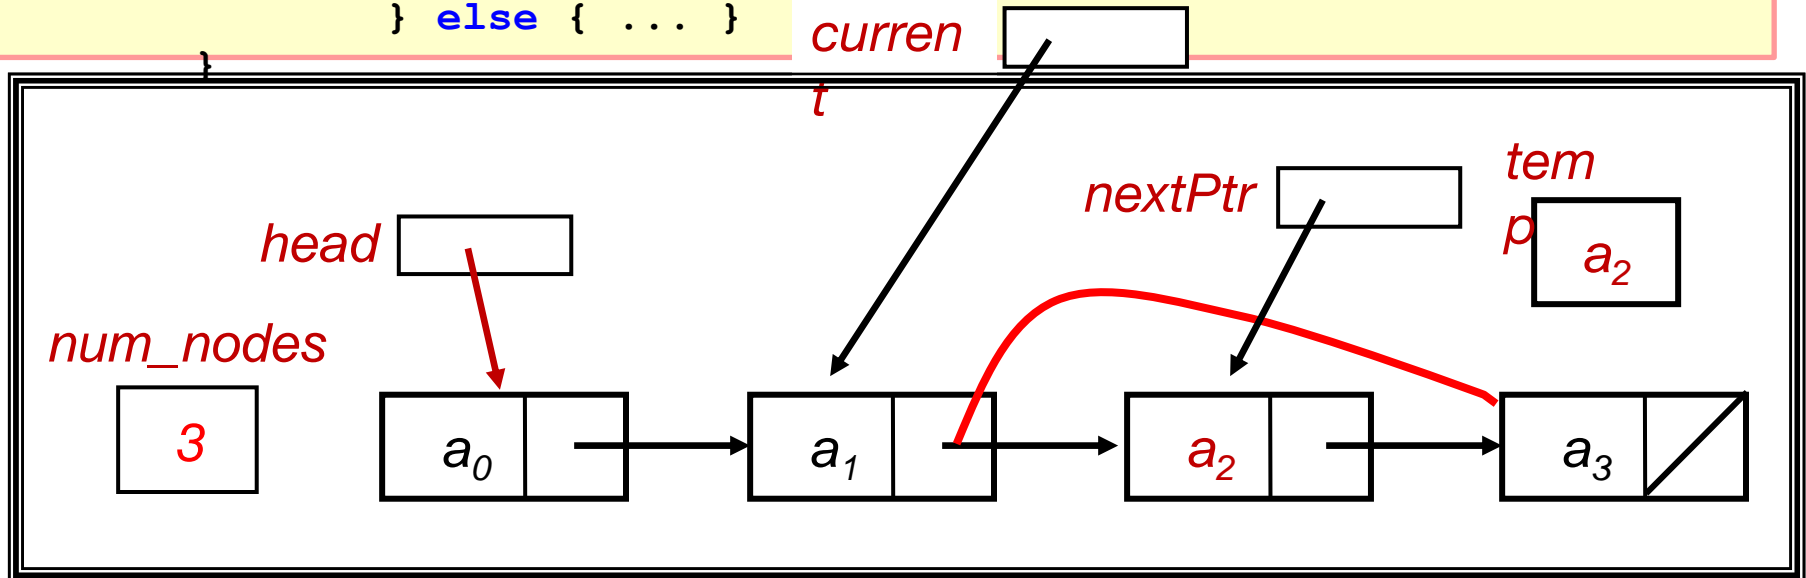 } else { ... }
}
curren
t
nextPtr
tem
p
a2
head
num_nodes
3
a0
a1
a2
a3